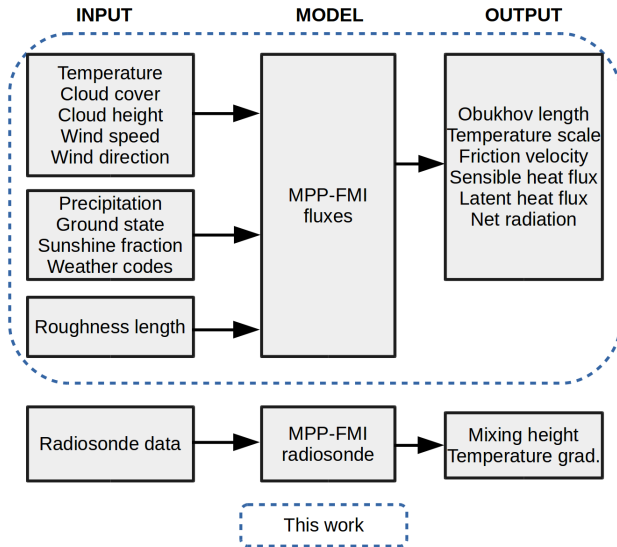 INPUT
MODEL
OUTPUT
Temperature
Cloud cover
Cloud height
Wind speed
Wind direction
Precipitation
Ground state
Sunshine fraction
Weather codes
Roughness length
MPP-FMI
fluxes
Obukhov length
Temperature scale
Friction velocity
Sensible heat flux
Latent heat flux
Net radiation
Radiosonde data
MPP-FMI
radiosonde
Mixing height
Temperature grad.
This work